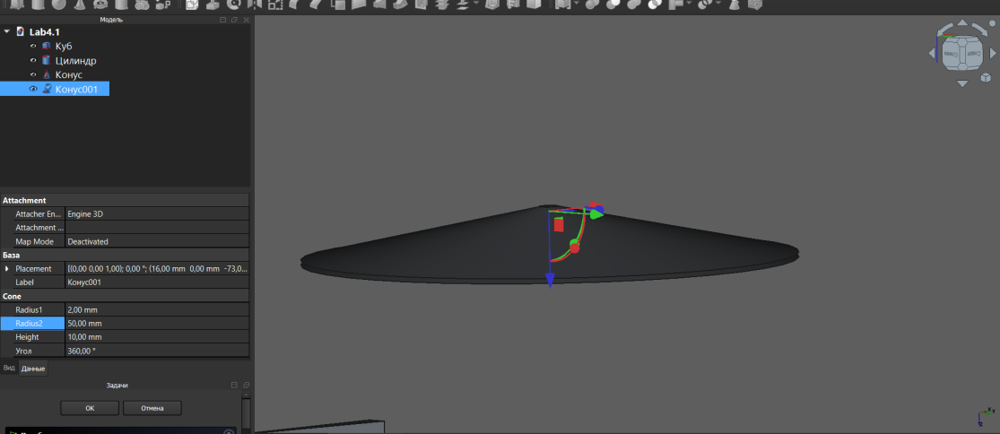 Модель
Lab4.1
Куб
Цилиндр
Конус
Конус001
Attachment
Attacher En... Engine 3D
Attachment ...
Map Mode Deactivated
База
Placement [(0,00 0,00 1,00); 0,00 °; (16,00 mm 0,00 mm -73,0...
Label Конус001
Cone
Radius1 2,00 mm
Radius2 50,00 mm
Height 10,00 mm
Угол 360,00 °
Вид Данные
Задачи
OK Отмена
X
Y
Z